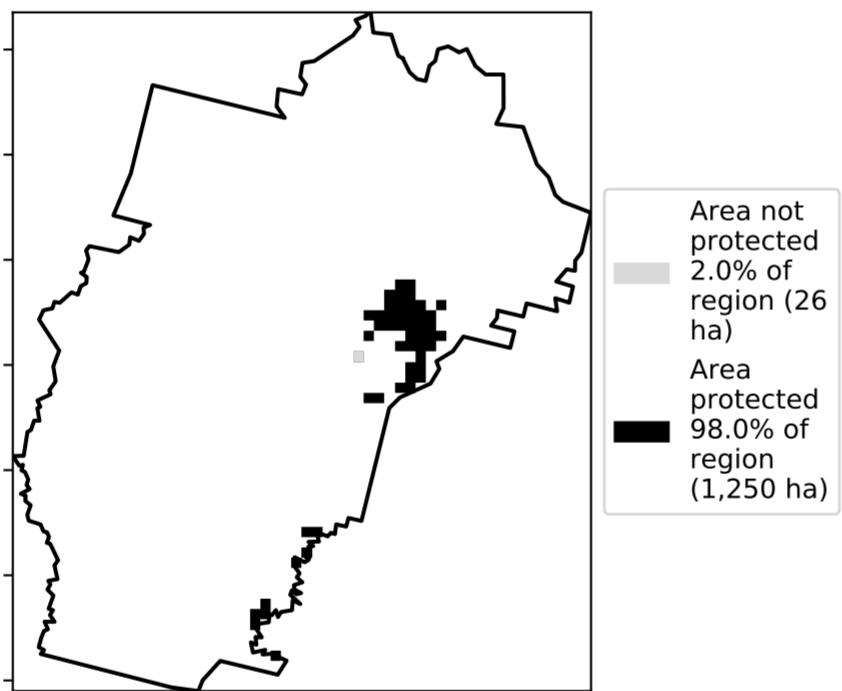 Area not
protected
2.0% of
region (26
ha)
Area
protected
98.0% of
region
(1,250 ha)